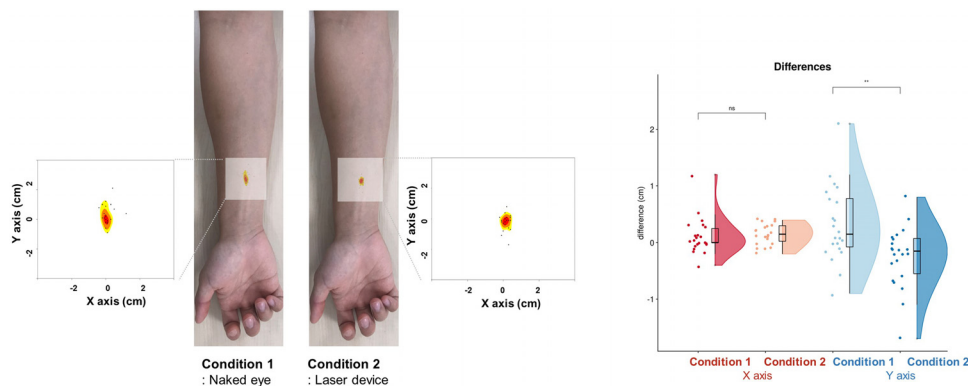 Y axis (cm)
2
0
-2
-2
0
2
X axis (cm)
Condition 1
: Naked eye
Condition 2
: Laser device
Y axis (cm)
2
0
-2
-2
0
2
X axis (cm)
Differences
difference (cm)
2
1
0
-1
ns
**
Condition 1
Condition 2
Condition 1
Condition 2
X axis
Y axis